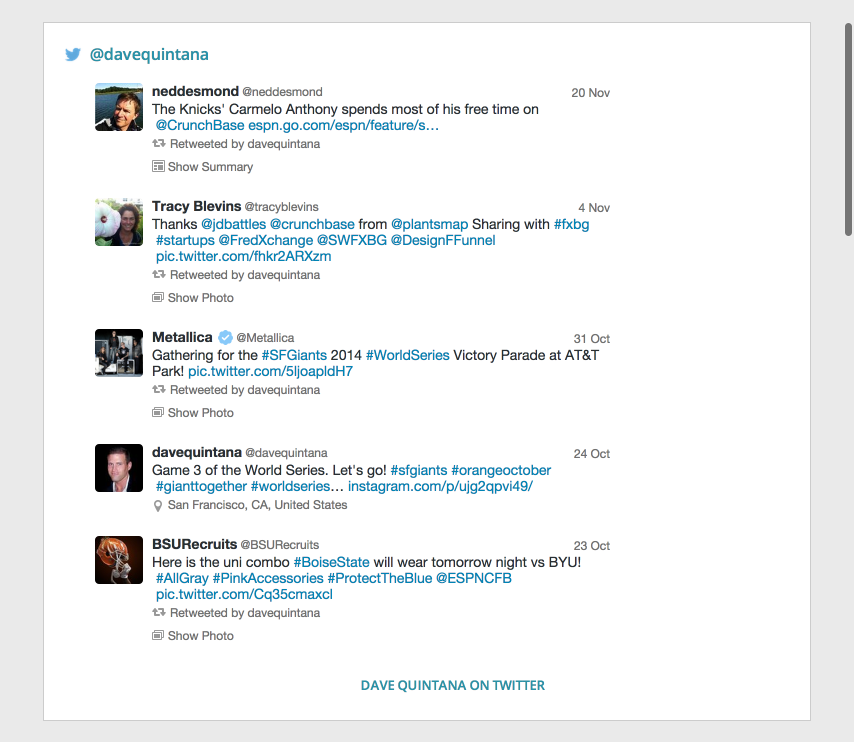 @davequintana
neddesmond @neddesmond 20 Nov
The Knicks' Carmelo Anthony spends most of his free time on
@CrunchBase espn.go.com/espn/feature/s…
Retweeted by davequintana
Show Summary
Tracy Blevins @tracyblevins 4 Nov
Thanks @jdbattles @crunchbase from @plantsmap Sharing with #fxbg
#startups @FredXchange @SWFXBG @DesignFFunnel
pic.twitter.com/fhkr2ARXzm
Retweeted by davequintana
Show Photo
Metallica @Metallica 31 Oct
Gathering for the #SFGiants 2014 #WorldSeries Victory Parade at AT&T
Park! pic.twitter.com/5ljoapldH7
Retweeted by davequintana
Show Photo
davequintana @davequintana 24 Oct
Game 3 of the World Series. Let's go! #sfgiants #orangeoctober
#gianttogether #worldseries… instagram.com/p/ujg2qpvi49/
San Francisco, CA, United States
BSURecruits @BSURecruits 23 Oct
Here is the uni combo #BoiseState will wear tomorrow night vs BYU!
#AllGray #PinkAccessories #ProtectTheBlue @ESPNCFB
pic.twitter.com/Cq35cmaxcl
Retweeted by davequintana
Show Photo
DAVE QUINTANA ON TWITTER